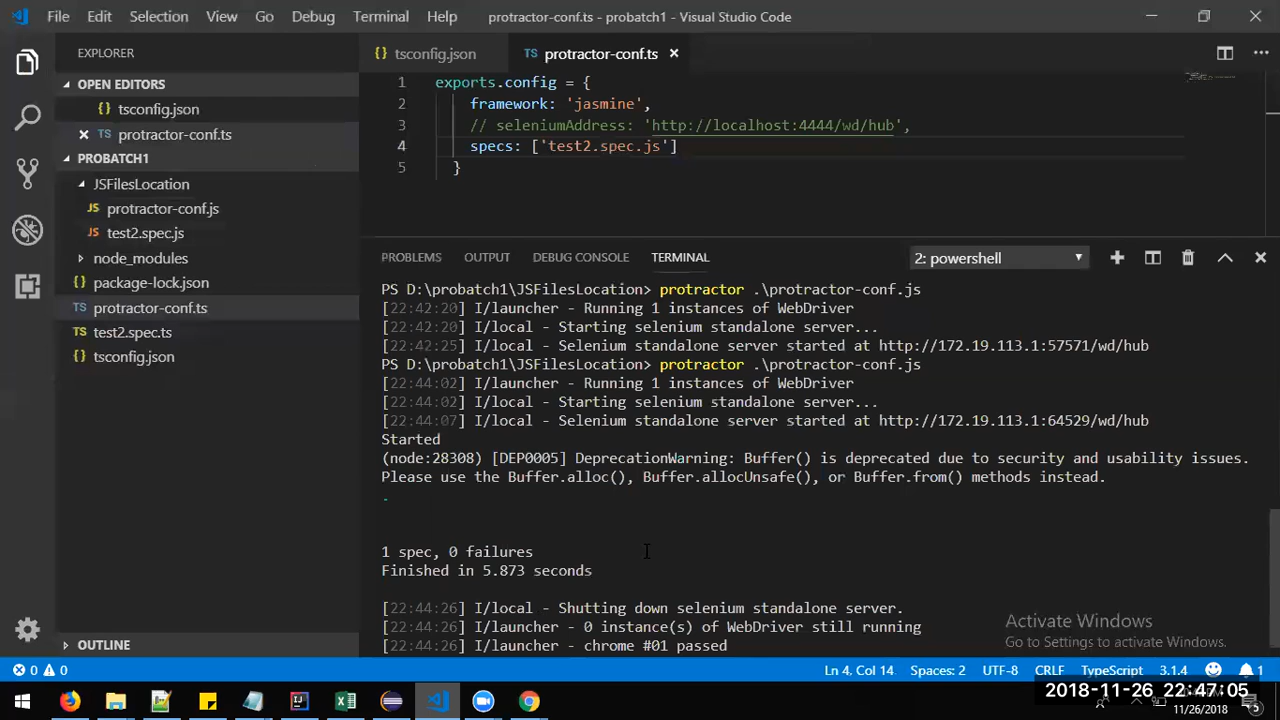 File Edit Selection View Go Debug Terminal Help protractor-conf.ts - probatch1 - Visual Studio Code
EXPLORER
OPEN EDITORS
{} tsconfig.json
TS protractor-conf.ts
PROBATCH1
JSFilesLocation
JS protractor-conf.js
JS test2.spec.js
node_modules
{} package-lock.json
TS protractor-conf.ts
TS test2.spec.ts
{} tsconfig.json
OUTLINE
{} tsconfig.json TS protractor-conf.ts
1 exports.config = {
2 framework: 'jasmine',
3 // seleniumAddress: 'http://localhost:4444/wd/hub',
4 specs: ['test2.spec.js']
5 }
PROBLEMS OUTPUT DEBUG CONSOLE TERMINAL 2: powershell
PS D:\probatch1\JSFilesLocation> protractor .\protractor-conf.js
[22:42:20] I/launcher - Running 1 instances of WebDriver
[22:42:20] I/local - Starting selenium standalone server...
[22:42:25] I/local - Selenium standalone server started at http://172.19.113.1:57571/wd/hub
PS D:\probatch1\JSFilesLocation> protractor .\protractor-conf.js
[22:44:02] I/launcher - Running 1 instances of WebDriver
[22:44:02] I/local - Starting selenium standalone server...
[22:44:07] I/local - Selenium standalone server started at http://172.19.113.1:64529/wd/hub
Started
(node:28308) [DEP0005] DeprecationWarning: Buffer() is deprecated due to security and usability issues.
Please use the Buffer.alloc(), Buffer.allocUnsafe(), or Buffer.from() methods instead.
.
1 spec, 0 failures
Finished in 5.873 seconds
[22:44:26] I/local - Shutting down selenium standalone server.
[22:44:26] I/launcher - 0 instance(s) of WebDriver still running
[22:44:26] I/launcher - chrome #01 passed
Activate Windows
Go to Settings to activate Windows.
0 0 Ln 4, Col 14 Spaces: 2 UTF-8 CRLF TypeScript 3.1.4 1
2018-11-26 22:47:05
11/26/2018 5